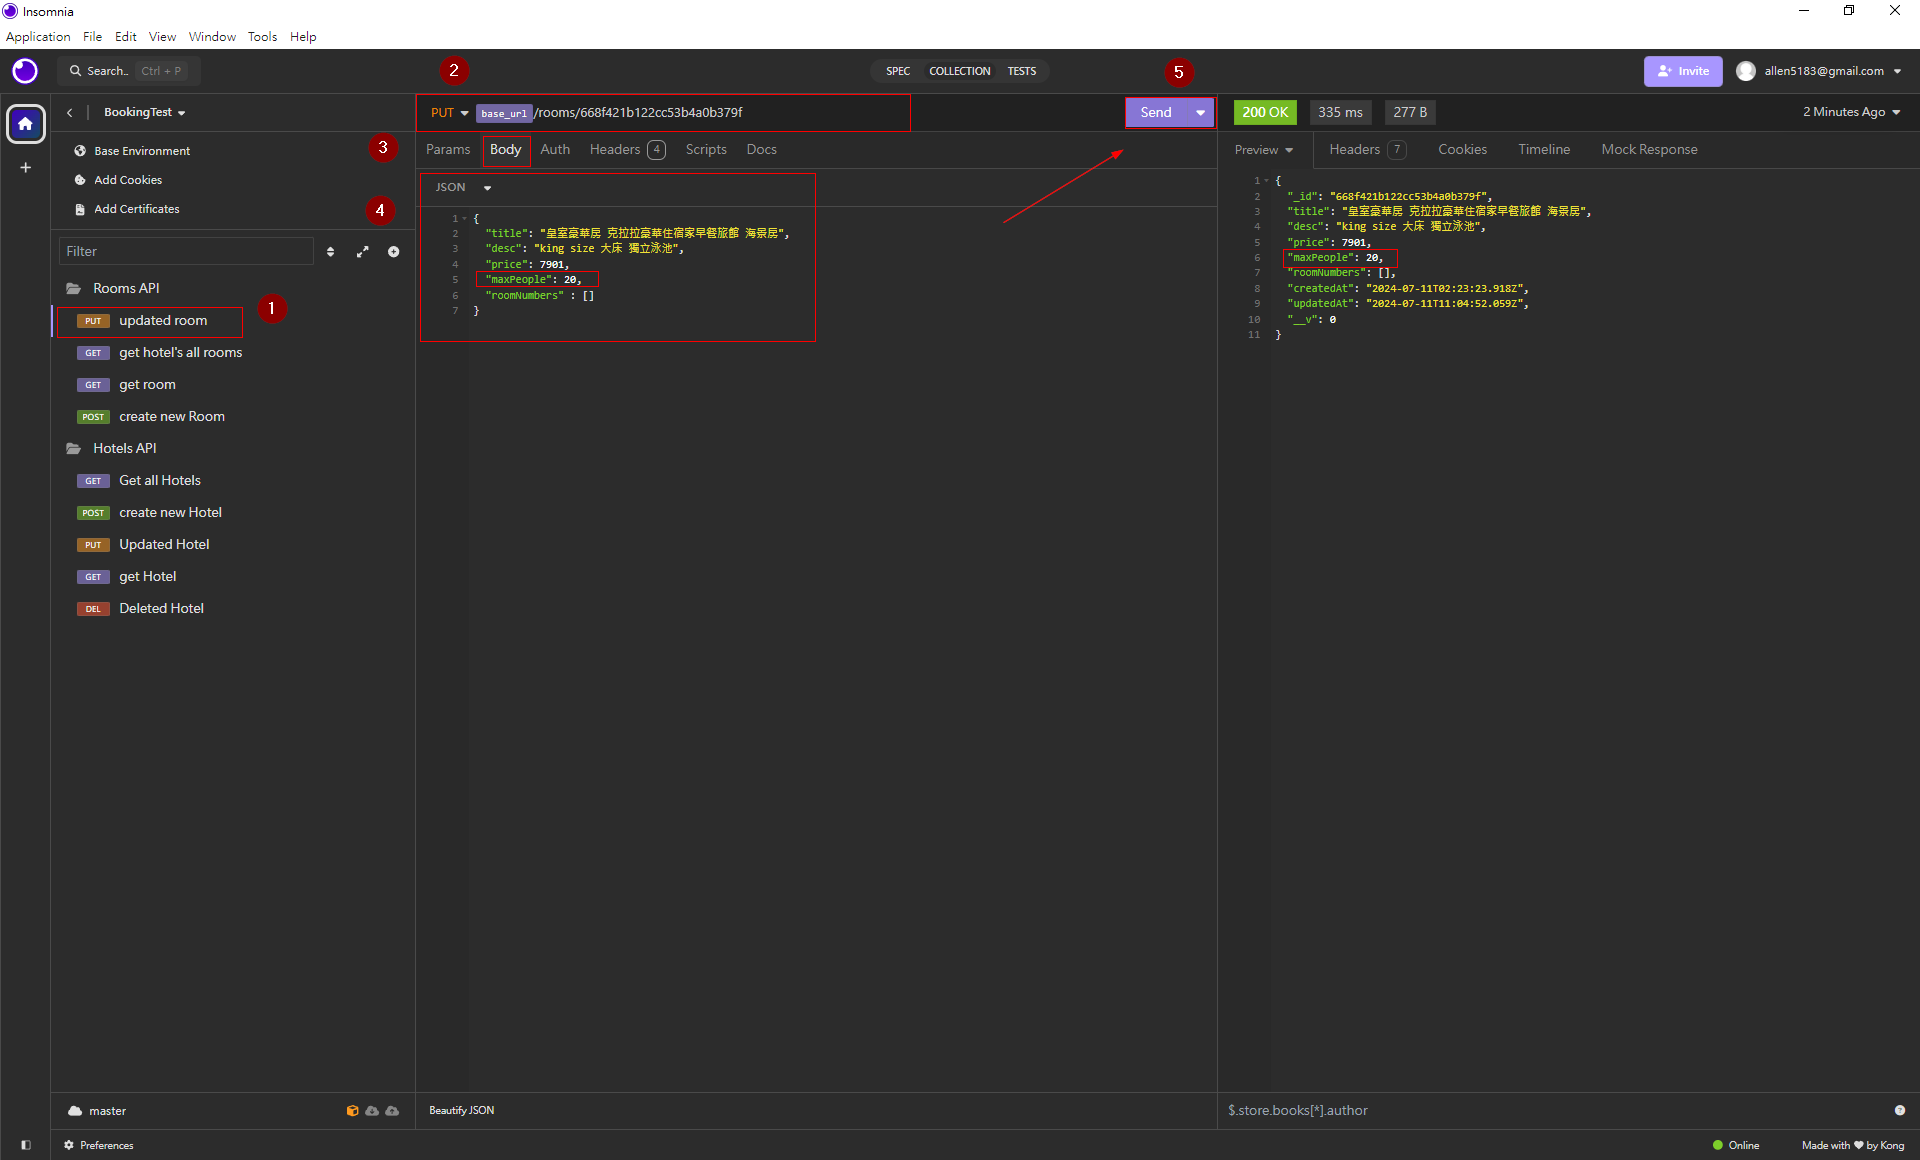 Insomnia
Application File Edit View Window Tools Help
Search.. Ctrl + P
2
SPEC COLLECTION TESTS
5
Invite
allen5183@gmail.com
BookingTest
Base Environment
3
Add Cookies
Add Certificates
4
Filter
Rooms API
1
PUT updated room
GET get hotel's all rooms
GET get room
POST create new Room
Hotels API
GET Get all Hotels
POST create new Hotel
PUT Updated Hotel
GET get Hotel
DEL Deleted Hotel
master
Preferences
PUT base_url/rooms/668f421b122cc53b4a0b379f
Send
Params Body Auth Headers 4 Scripts Docs
JSON
1 {
2 "title": "皇室豪華房 克拉拉豪華住宿家早餐旅館 海景房",
3 "desc": "king size 大床 獨立泳池",
4 "price": 7901,
5 "maxPeople": 20,
6 "roomNumbers" : []
7 }
Beautify JSON
200 OK 335 ms 277 B
2 Minutes Ago
Preview Headers 7 Cookies Timeline Mock Response
1 {
2 "_id": "668f421b122cc53b4a0b379f",
3 "title": "皇室豪華房 克拉拉豪華住宿家早餐旅館 海景房",
4 "desc": "king size 大床 獨立泳池",
5 "price": 7901,
6 "maxPeople": 20,
7 "roomNumbers": [],
8 "createdAt": "2024-07-11T02:23:23.918Z",
9 "updatedAt": "2024-07-11T11:04:52.059Z",
10 "__v": 0
11 }
$.store.books[*].author
Online
Made with ♥ by Kong